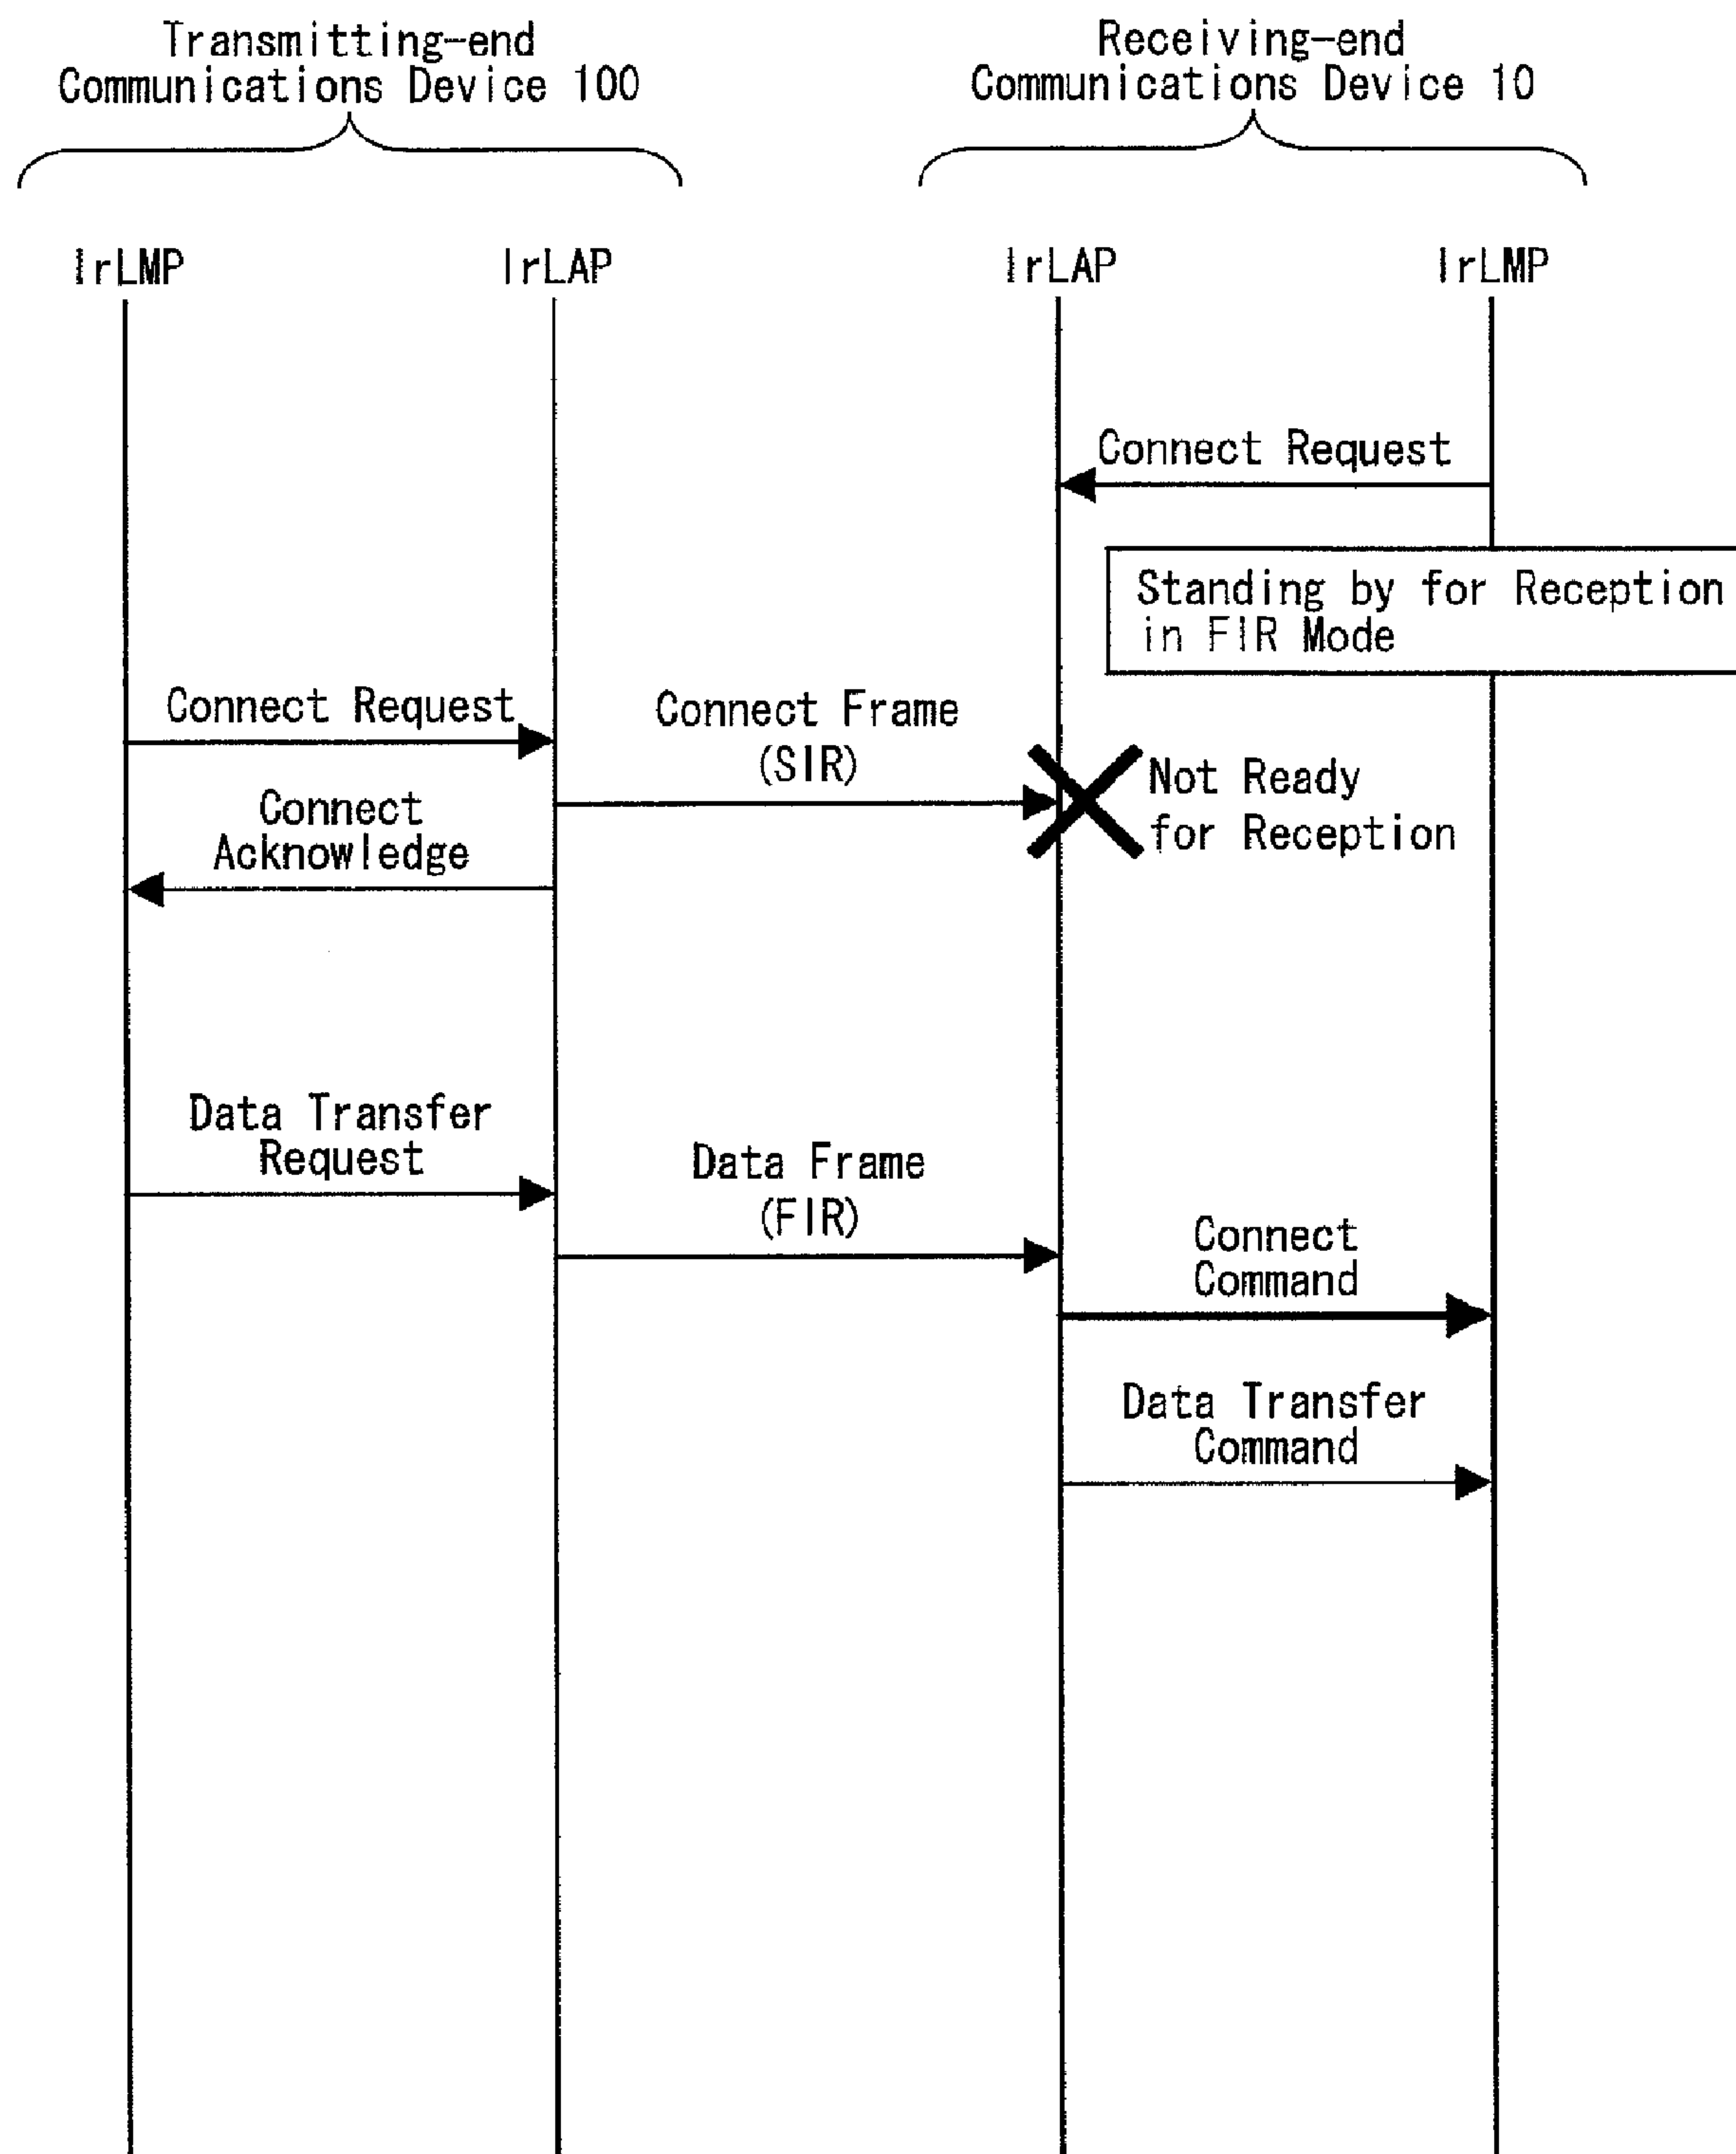 Transmitting-end
Communications Device 100
Receiving-end
Communications Device 10
IrLMP
IrLAP
IrLAP
IrLMP
Connect Request
Standing by for Reception
in FIR Mode
Connect Request
Connect Frame
(SIR)
Not Ready
for Reception
Connect
Acknowledge
Data Transfer
Request
Data Frame
(FIR)
Connect
Command
Data Transfer
Command